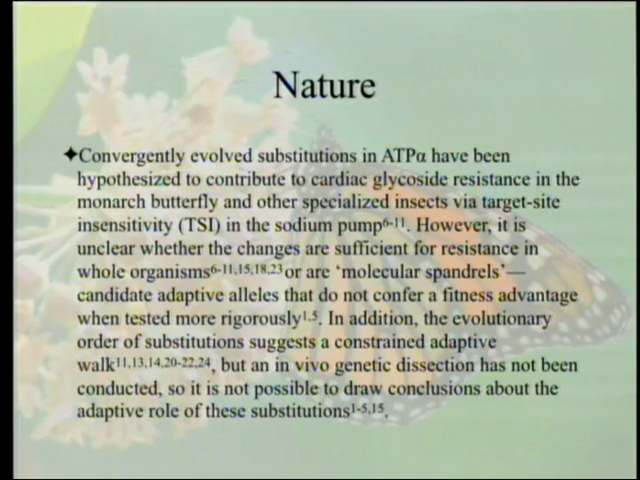 Nature
✦Convergently evolved substitutions in ATPα have been
hypothesized to contribute to cardiac glycoside resistance in the
monarch butterfly and other specialized insects via target-site
insensitivity (TSI) in the sodium pump6-11. However, it is
unclear whether the changes are sufficient for resistance in
whole organisms6-11,15,18,23 or are ‘molecular spandrels’—
candidate adaptive alleles that do not confer a fitness advantage
when tested more rigorously1,5. In addition, the evolutionary
order of substitutions suggests a constrained adaptive
walk11,13,14,20-22,24, but an in vivo genetic dissection has not been
conducted, so it is not possible to draw conclusions about the
adaptive role of these substitutions1-5,15.